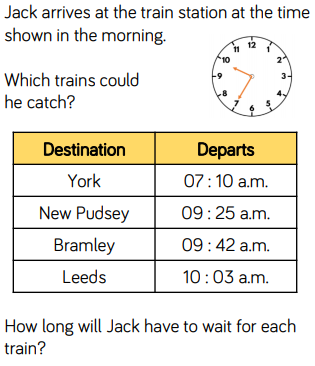 Jack arrives at the train station at the time
shown in the morning.
Which trains could
he catch?
12
1
2
3
4
5
6
7
8
9
10
11
Destination Departs
York 07 : 10 a.m.
New Pudsey 09 : 25 a.m.
Bramley 09 : 42 a.m.
Leeds 10 : 03 a.m.
How long will Jack have to wait for each
train?